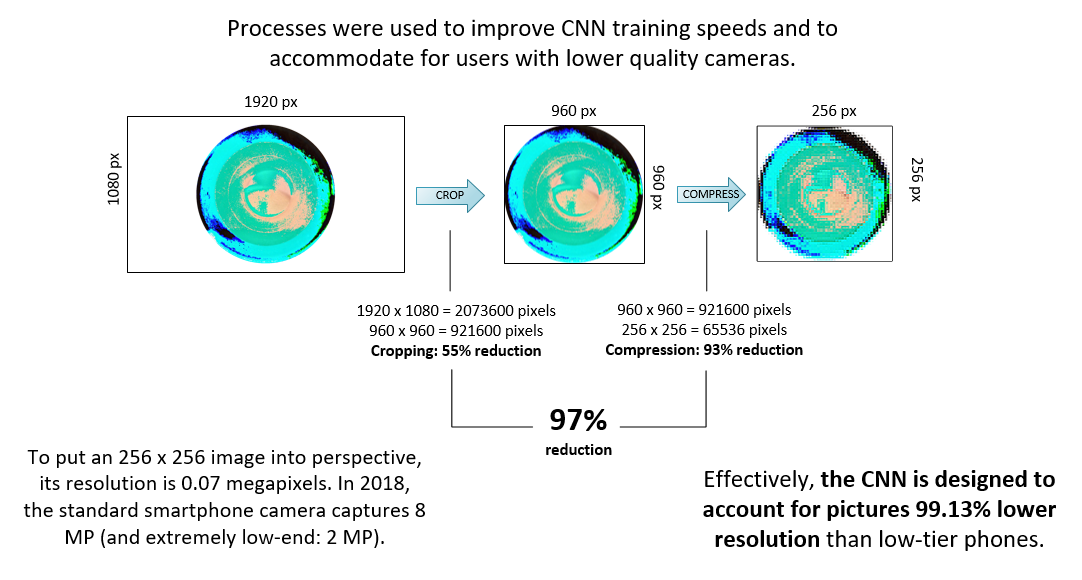 Processes were used to improve CNN training speeds and to
accommodate for users with lower quality cameras.
1920 px
1080 px
CROP
960 px
960 px
COMPRESS
256 px
256 px
1920 x 1080 = 2073600 pixels
960 x 960 = 921600 pixels
Cropping: 55% reduction
960 x 960 = 921600 pixels
256 x 256 = 65536 pixels
Compression: 93% reduction
97%
reduction
To put an 256 x 256 image into perspective,
its resolution is 0.07 megapixels. In 2018,
the standard smartphone camera captures 8
MP (and extremely low-end: 2 MP).
Effectively, the CNN is designed to
account for pictures 99.13% lower
resolution than low-tier phones.